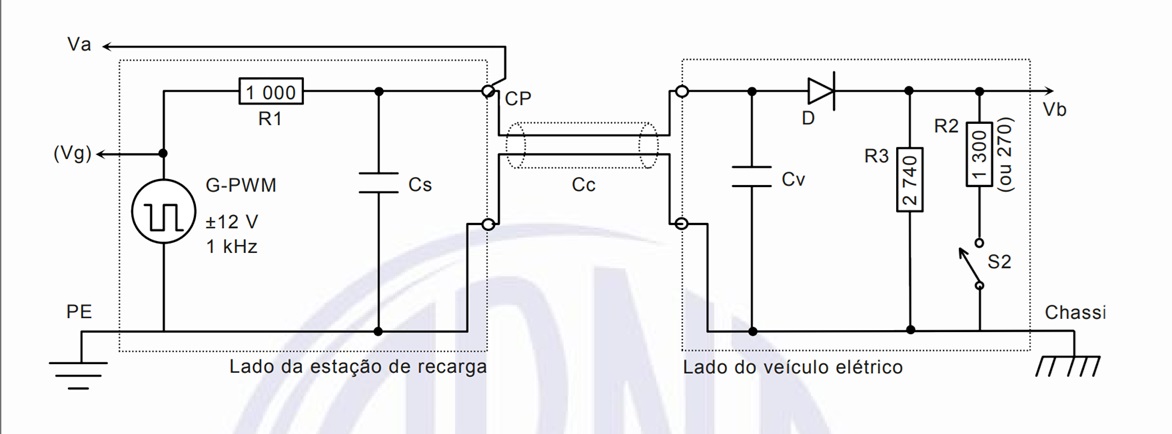 Va
1 000
R1
CP
(Vg)
G-PWM
±12 V
1 kHz
Cs
Cc
Cv
D
Vb
R3
2 740
R2
1 300
(ou 270)
S2
PE
Chassi
Lado da estação de recarga
Lado do veículo elétrico